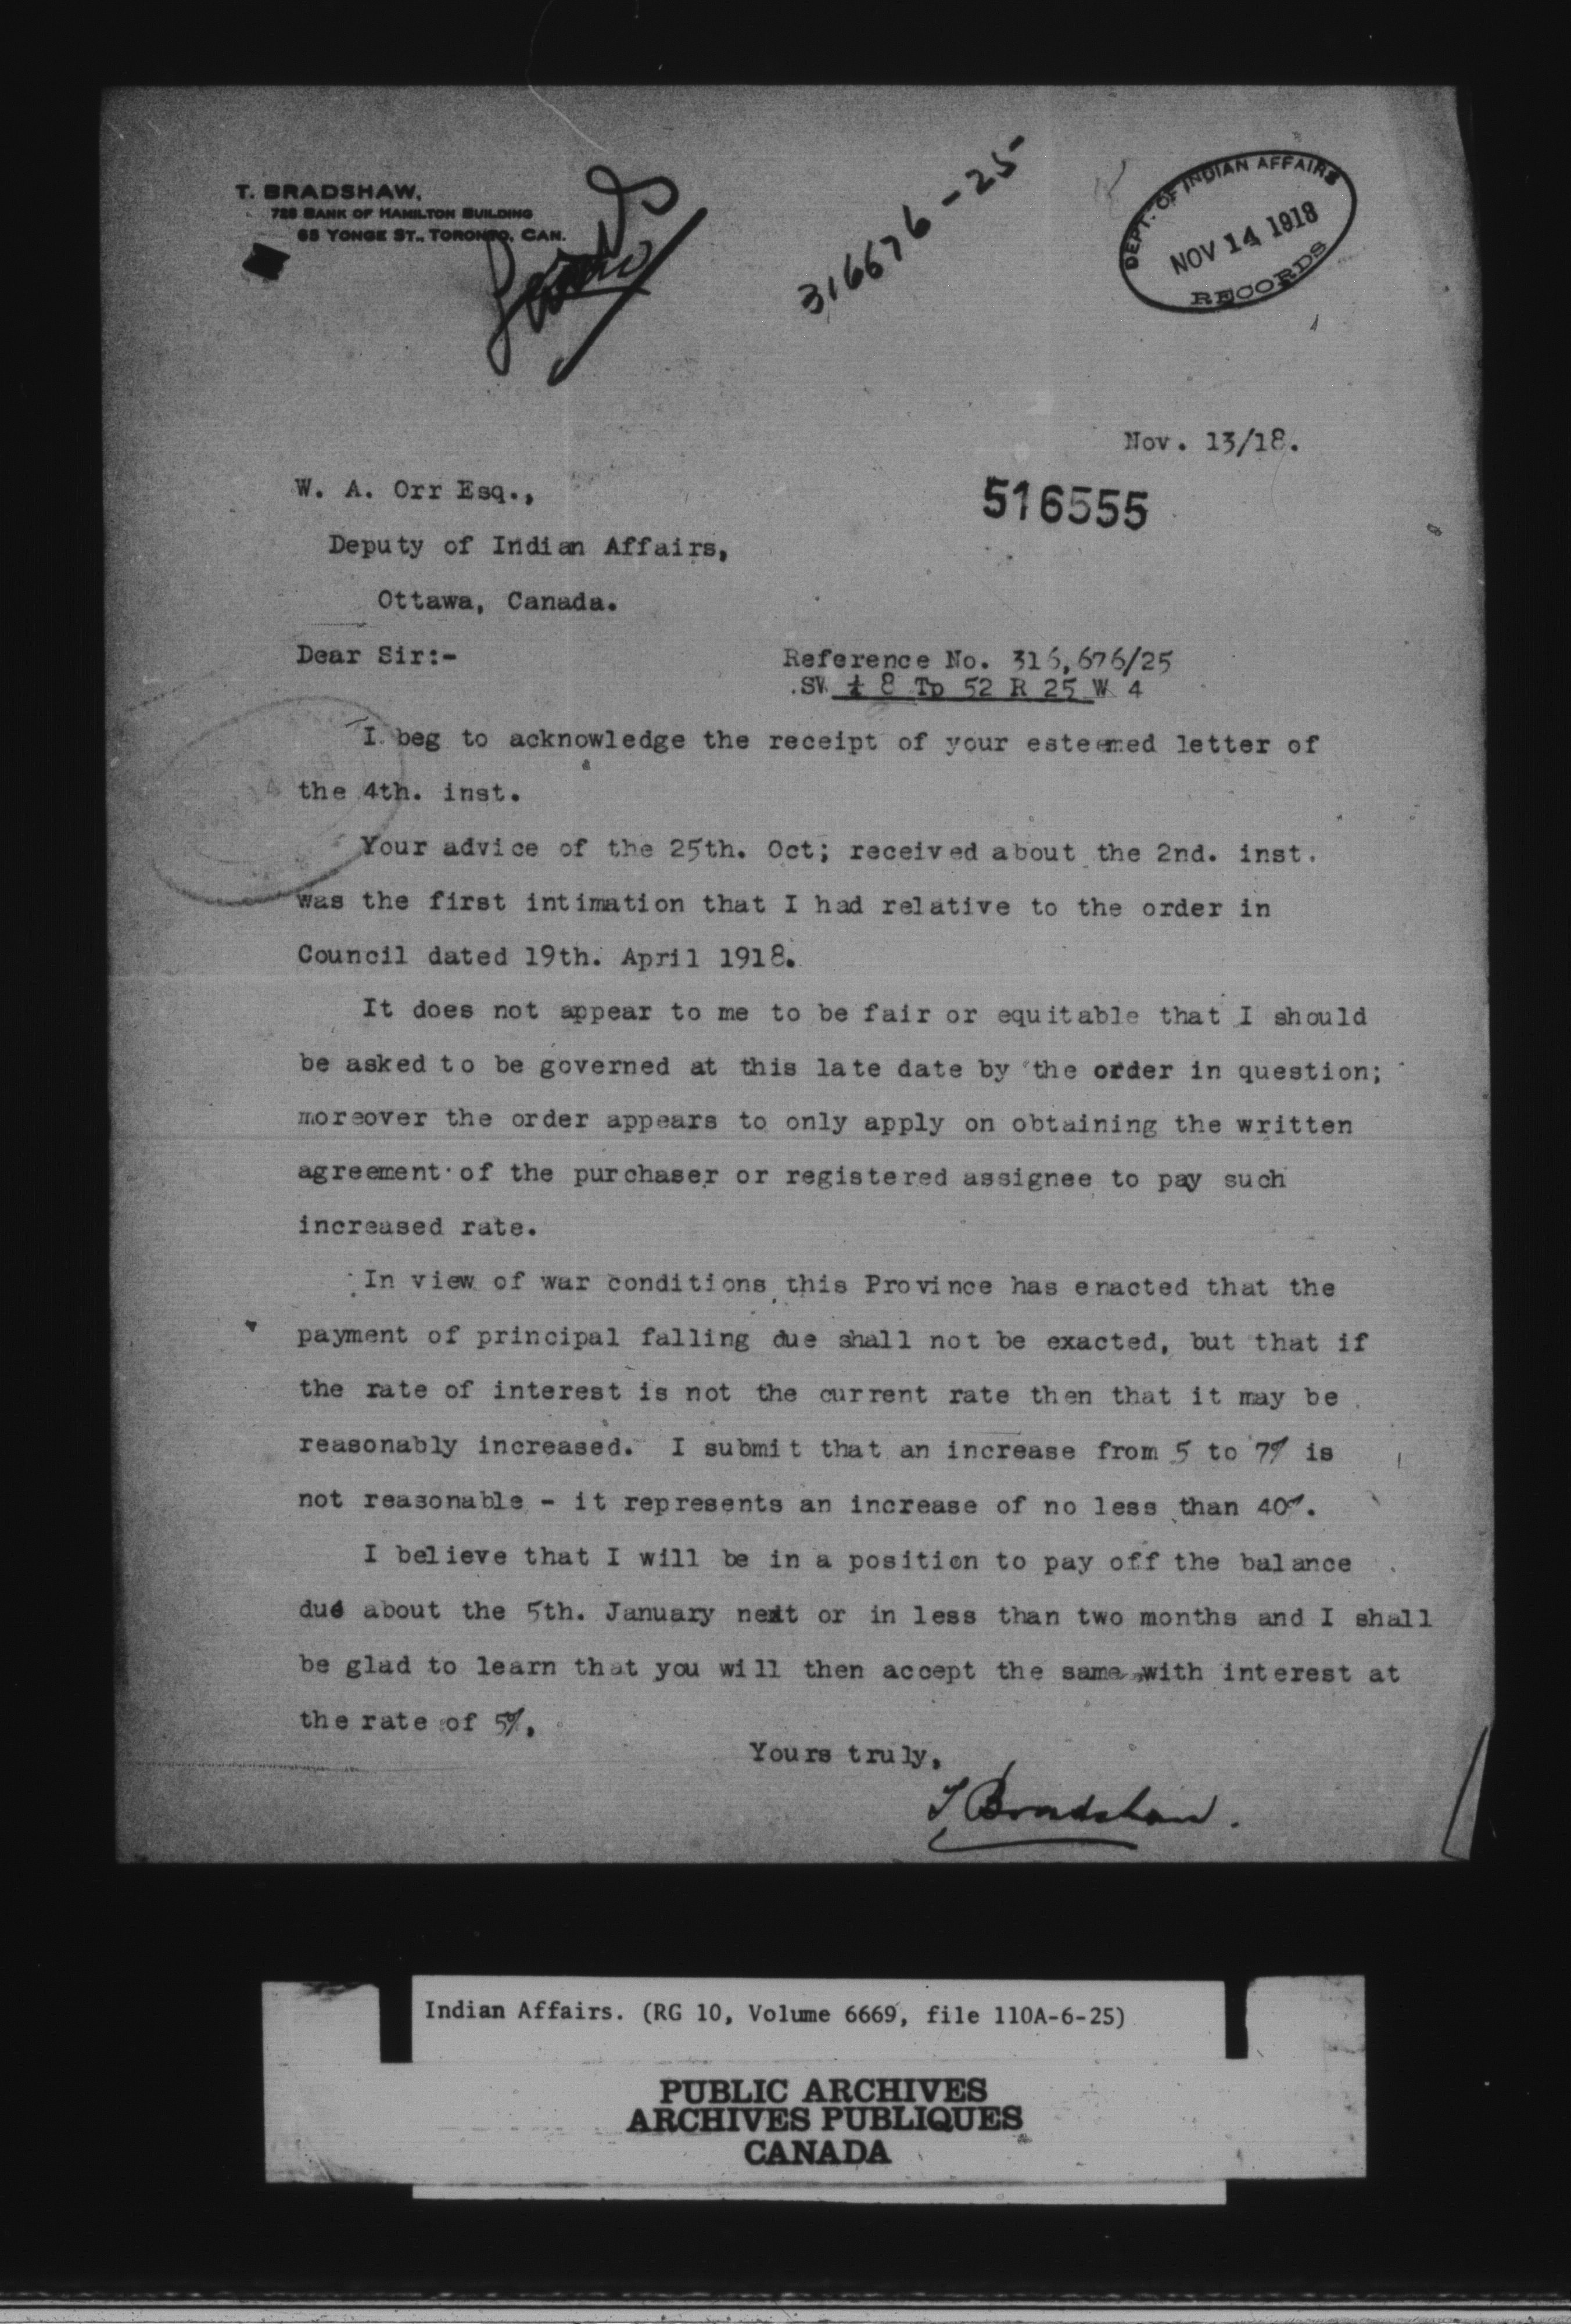 T. BRADSHAW,
728 BANK OF HAMILTON BUILDING
65 YONGE ST., TORONTO, CAN.
316676-25
DEPT. OF INDIAN AFFAIRS
NOV 14 1918
RECORDS
Nov. 13/18.
W. A. Orr Esq.,
516555
Deputy of Indian Affairs,
Ottawa, Canada.
Dear Sir:-
Reference No. 316,676/25
SW ¼ 8 Tp 52 R 25 W 4
I beg to acknowledge the receipt of your esteemed letter of
the 4th. inst.
Your advice of the 25th. Oct; received about the 2nd. inst.
was the first intimation that I had relative to the order in
Council dated 19th. April 1918.
It does not appear to me to be fair or equitable that I should
be asked to be governed at this late date by the order in question;
moreover the order appears to only apply on obtaining the written
agreement of the purchaser or registered assignee to pay such
increased rate.
In view of war conditions this Province has enacted that the
payment of principal falling due shall not be exacted, but that if
the rate of interest is not the current rate then that it may be
reasonably increased. I submit that an increase from 5 to 7% is
not reasonable - it represents an increase of no less than 40%.
I believe that I will be in a position to pay off the balance
due about the 5th. January next or in less than two months and I shall
be glad to learn that you will then accept the same with interest at
the rate of 5%.
Yours truly,
T Bradshaw.
Indian Affairs. (RG 10, Volume 6669, file 110A-6-25)
PUBLIC ARCHIVES
ARCHIVES PUBLIQUES
CANADA